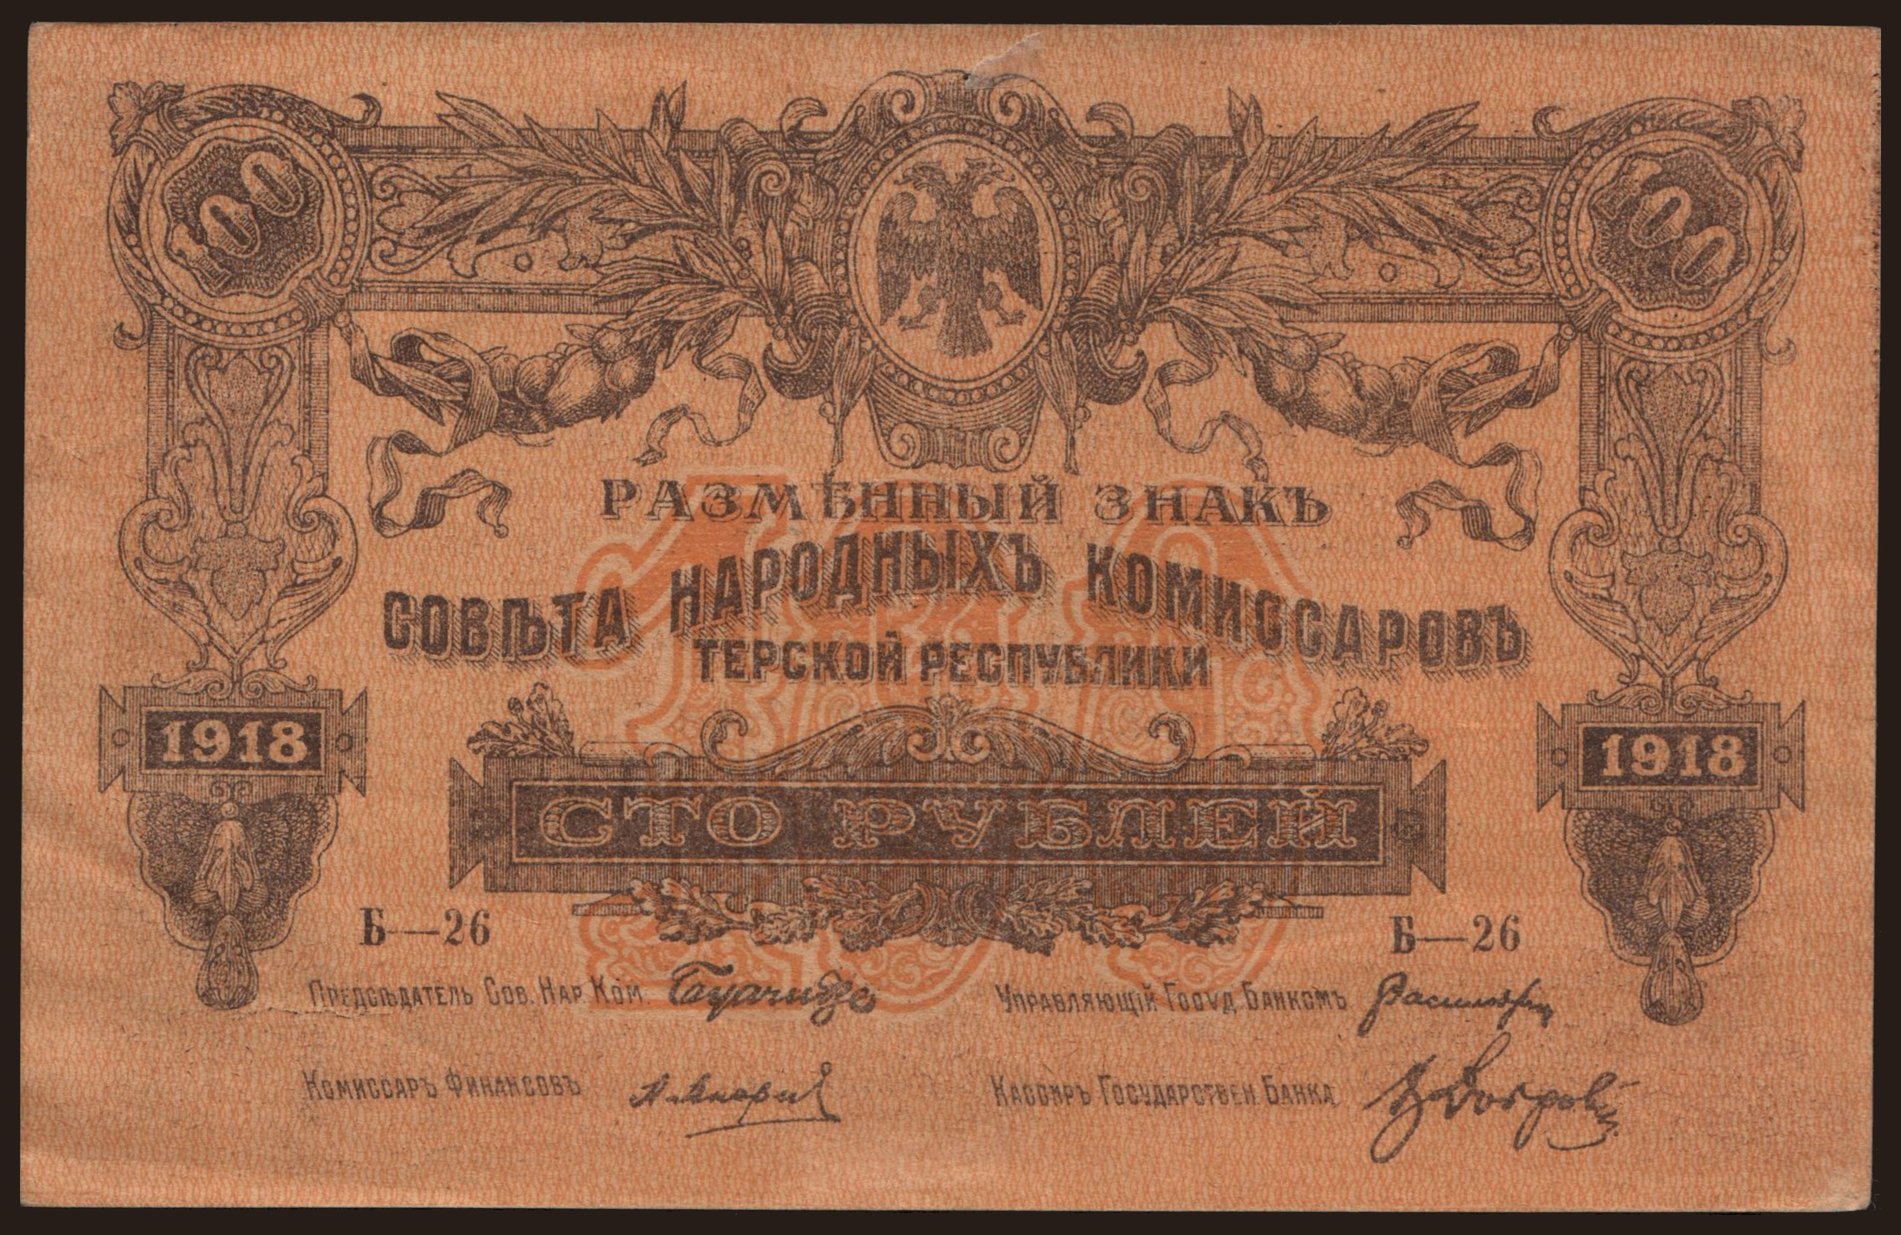 100 100
РАЗМѢННЫЙ ЗНАКЪ
СОВѢТА НАРОДНЫХЪ КОМИССАРОВЪ
ТЕРСКОЙ РЕСПУБЛИКИ
1918 1918
СТО РУБЛЕЙ
Б—26 Б—26
ПРЕДСѢДАТЕЛЬ СОВ. НАР. КОМ. Буачидзе УПРАВЛЯЮЩІЙ ГОСУД. БАНКОМЪ
КОМИССАРЪ ФИНАНСОВЪ КАССИРЪ ГОСУДАРСТВЕН. БАНКА